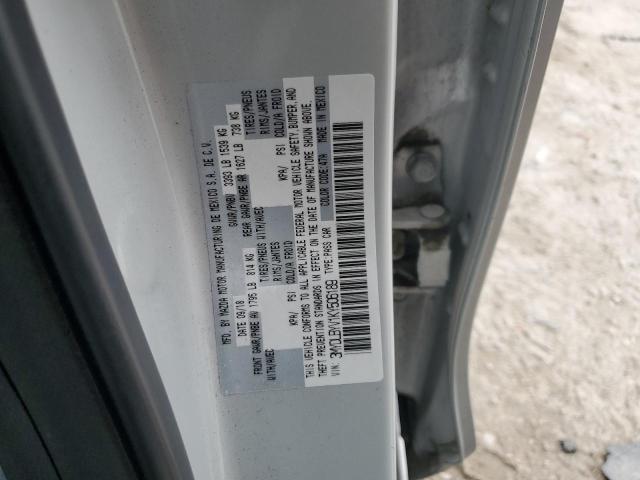 MFD. BY MAZDA MOTOR MANUFACTURING DE MEXICO S.A. DE C.V.
DATE: 09/18 GVWR/PNBV 3393 LB 1539 KG
FRONT GAWR/PNBE AV 1795 LB 814 KG REAR GAWR/PNBE AR 1627 LB 738 KG
WITH/AVEC TIRES/PNEUS WITH/AVEC TIRES/PNEUS
RIMS/JANTES RIMS/JANTES
KPA/ PSI COLD/A FROID KPA/ PSI COLD/A FROID
THIS VEHICLE CONFORMS TO ALL APPLICABLE FEDERAL MOTOR VEHICLE SAFETY, BUMPER, AND
THEFT PREVENTION STANDARDS IN EFFECT ON THE DATE OF MANUFACTURE SHOWN ABOVE.
VIN: TYPE: PASS CAR COLOR CODE: MADE IN MEXICO